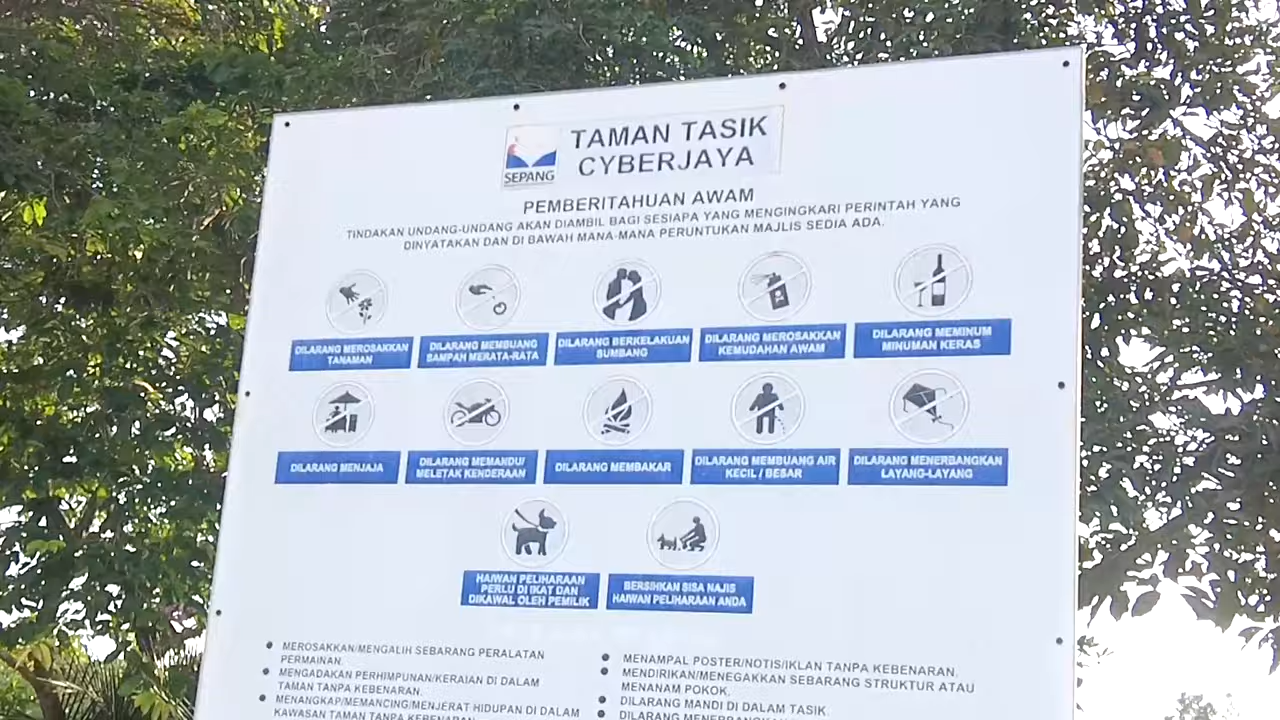 SEPANG
TAMAN TASIK
CYBERJAYA
PEMBERITAHUAN AWAM
TINDAKAN UNDANG-UNDANG AKAN DIAMBIL BAGI SESIAPA YANG MENGINGKARI PERINTAH YANG
DINYATAKAN DAN DI BAWAH MANA-MANA PERUNTUKAN MAJLIS SEDIA ADA.
DILARANG MEROSAKKAN
TANAMAN
DILARANG MEMBUANG
SAMPAH MERATA-RATA
DILARANG BERKELAKUAN
SUMBANG
DILARANG MEROSAKKAN
KEMUDAHAN AWAM
DILARANG MEMINUM
MINUMAN KERAS
DILARANG MENJAJA
DILARANG MEMANDU/
MELETAK KENDERAAN
DILARANG MEMBAKAR
DILARANG MEMBUANG AIR
KECIL / BESAR
DILARANG MENERBANGKAN
LAYANG-LAYANG
HAIWAN PELIHARAAN
PERLU DI IKAT DAN
DIKAWAL OLEH PEMILIK
BERSIHKAN SISA NAJIS
HAIWAN PELIHARAAN ANDA
MEROSAKKAN/MENGALIH SEBARANG PERALATAN
PERMAINAN.
MENGADAKAN PERHIMPUNAN/KERAIAN DI DALAM
TAMAN TANPA KEBENARAN.
MENANGKAP/MEMANCING/MENJERAT HIDUPAN DI DALAM
KAWASAN TAMAN TANPA
MENAMPAL POSTER/NOTIS/IKLAN TANPA KEBENARAN.
MENDIRIKAN/MENEGAKKAN SEBARANG STRUKTUR ATAU
MENANAM POKOK.
DILARANG MANDI DI DALAM TASIK.
DILARANG